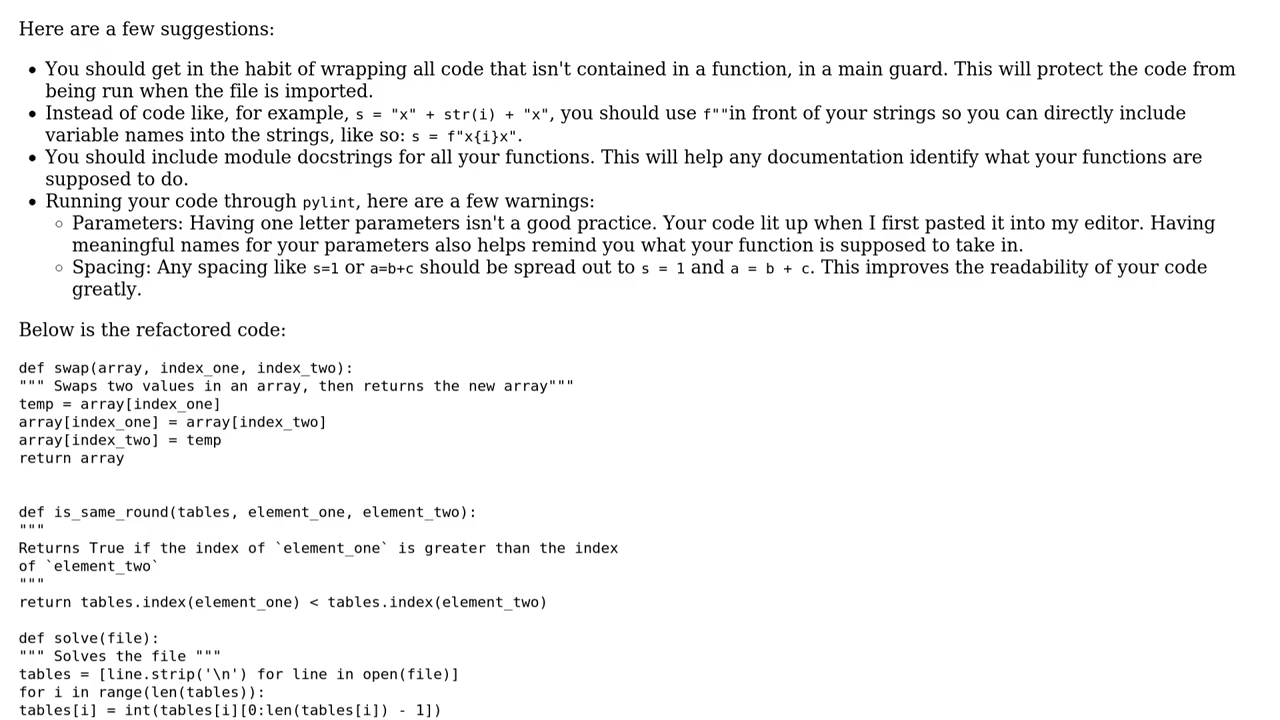 Here are a few suggestions:
• You should get in the habit of wrapping all code that isn't contained in a function, in a main guard. This will protect the code from
being run when the file is imported.
• Instead of code like, for example, s = "x" + str(i) + "x", you should use f""in front of your strings so you can directly include
variable names into the strings, like so: s = f"x{i}x".
• You should include module docstrings for all your functions. This will help any documentation identify what your functions are
supposed to do.
• Running your code through pylint, here are a few warnings:
◦ Parameters: Having one letter parameters isn't a good practice. Your code lit up when I first pasted it into my editor. Having
meaningful names for your parameters also helps remind you what your function is supposed to take in.
◦ Spacing: Any spacing like s=1 or a=b+c should be spread out to s = 1 and a = b + c. This improves the readability of your code
greatly.
Below is the refactored code:
def swap(array, index_one, index_two):
""" Swaps two values in an array, then returns the new array"""
temp = array[index_one]
array[index_one] = array[index_two]
array[index_two] = temp
return array
def is_same_round(tables, element_one, element_two):
"""
Returns True if the index of `element_one` is greater than the index
of `element_two`
"""
return tables.index(element_one) < tables.index(element_two)
def solve(file):
""" Solves the file """
tables = [line.strip('\n') for line in open(file)]
for i in range(len(tables)):
tables[i] = int(tables[i][0:len(tables[i]) - 1])